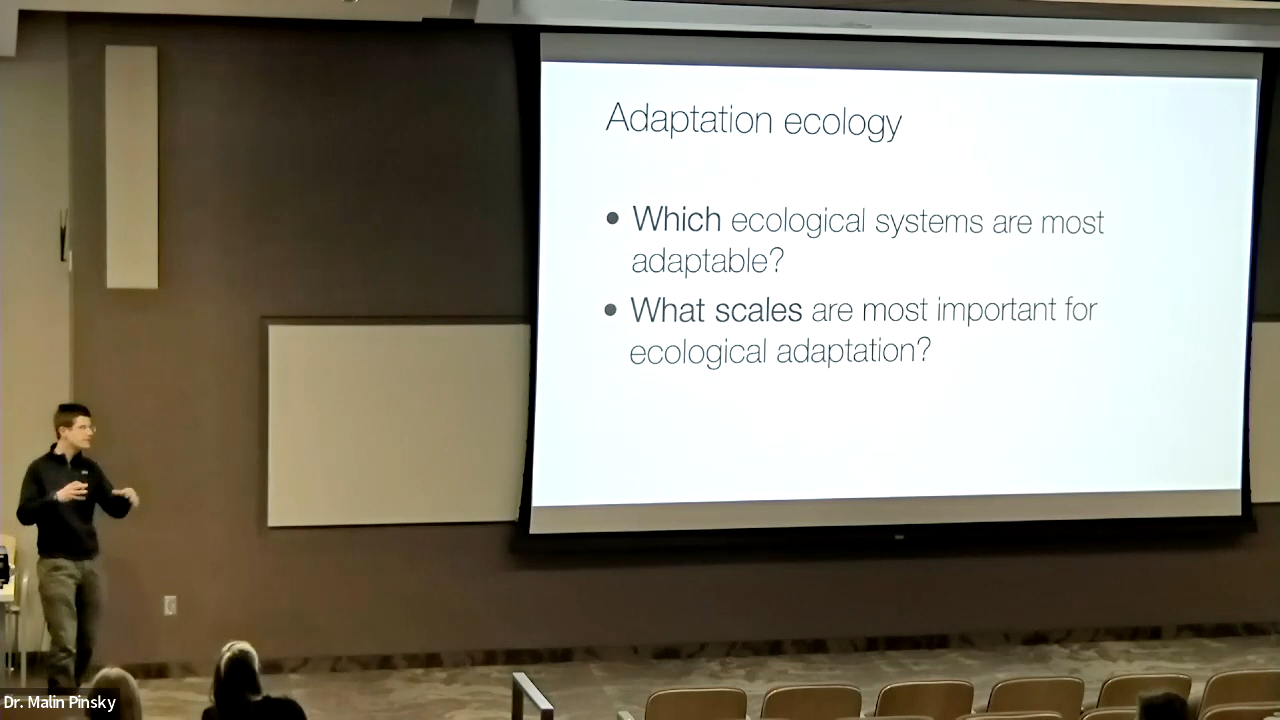 Adaptation ecology
• Which ecological systems are most
adaptable?
• What scales are most important for
ecological adaptation?
Dr. Malin Pinsky